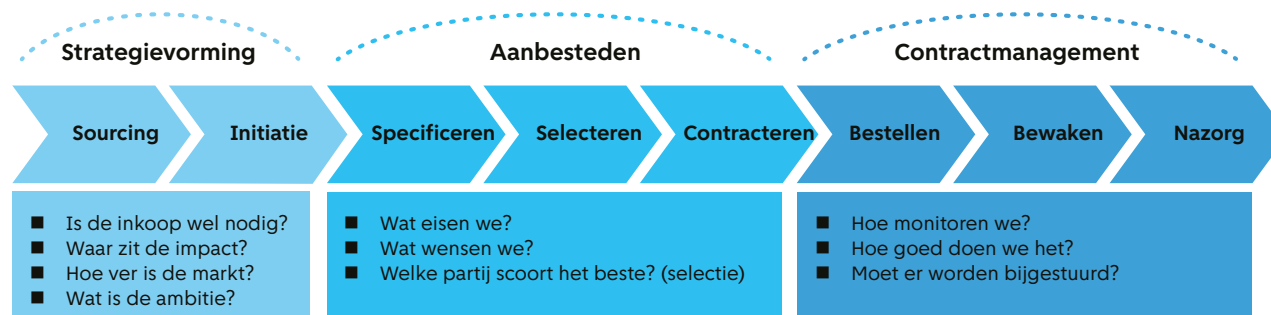 Strategievorming
Aanbesteden
Contractmanagement
Sourcing
Initiatie
Specificeren
Selecteren
Contracteren
Bestellen
Bewaken
Nazorg
■ Is de inkoop wel nodig?
■ Waar zit de impact?
■ Hoe ver is de markt?
■ Wat is de ambitie?
■ Wat eisen we?
■ Wat wensen we?
■ Welke partij scoort het beste? (selectie)
■ Hoe monitoren we?
■ Hoe goed doen we het?
■ Moet er worden bijgestuurd?